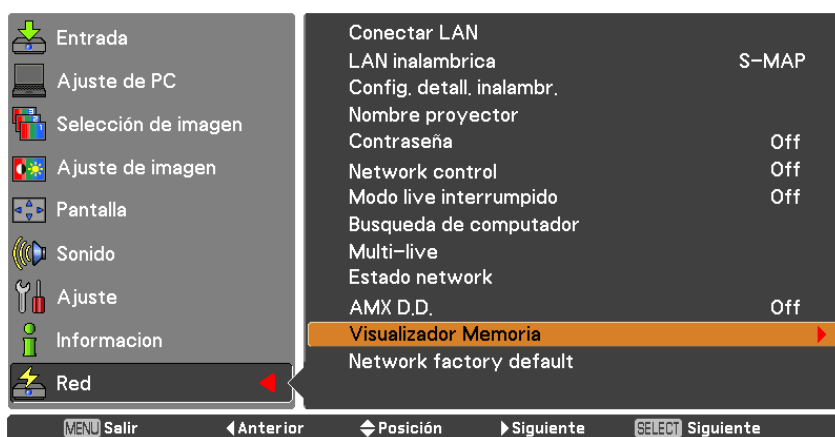 Entrada
Ajuste de PC
Selección de imagen
Ajuste de imagen
Pantalla
Sonido
Ajuste
Informacion
Red
Conectar LAN
LAN inalambrica S-MAP
Config. detall. inalambr.
Nombre proyector
Contraseña Off
Network control Off
Modo live interrumpido Off
Busqueda de computador
Multi-live
Estado network
AMX D.D. Off
Visualizador Memoria
Network factory default
MENU Salir Anterior Posición Siguiente SELECT Siguiente